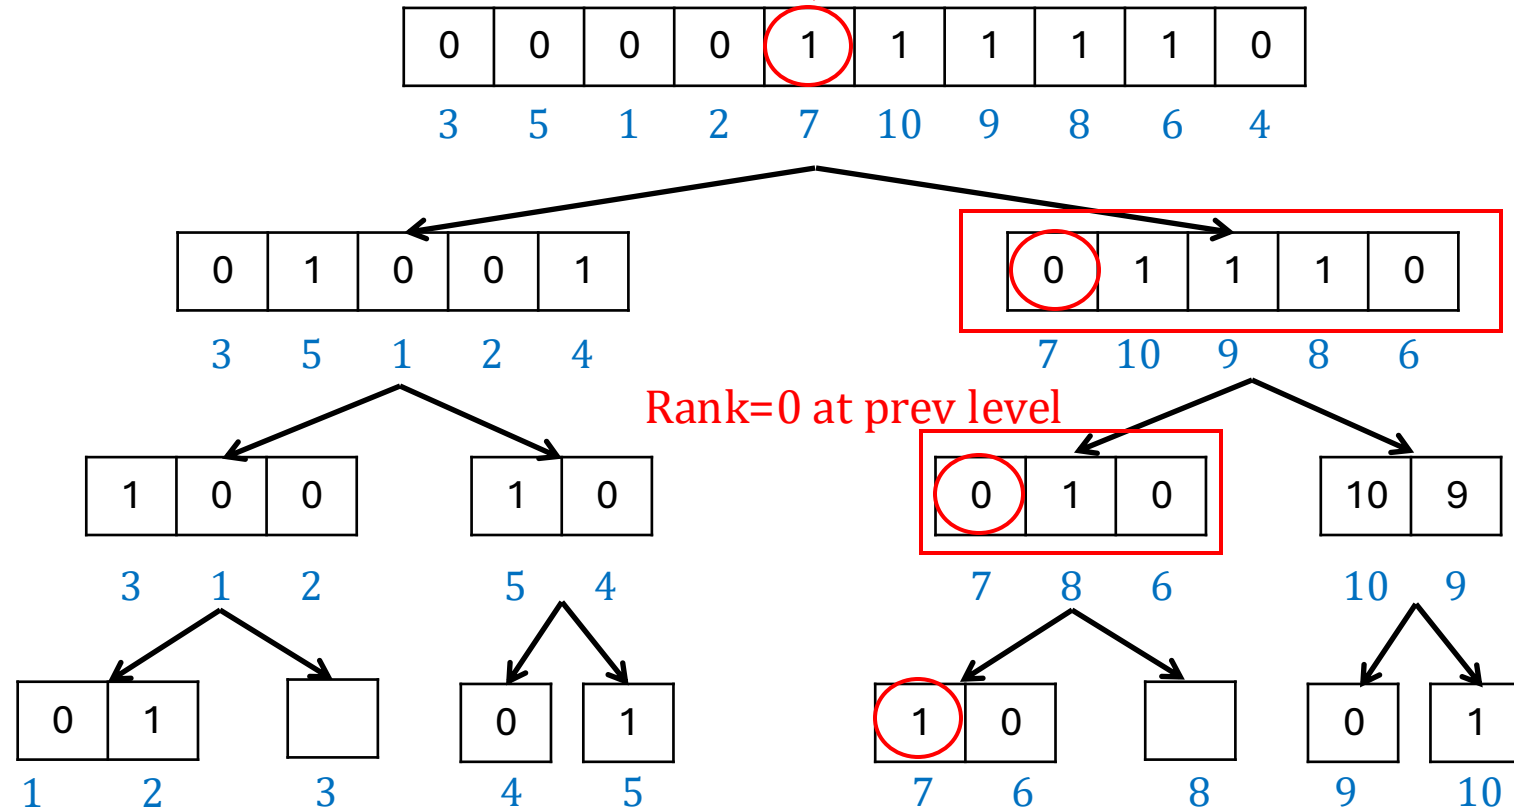 0 0 0 0 1 1 1 1 1 0
3 5 1 2 7 10 9 8 6 4
0 1 0 0 1 0 1 1 1 0
3 5 1 2 4 7 10 9 8 6
Rank=0 at prev level
1 0 0 1 0 0 1 0 10 9
3 1 2 5 4 7 8 6 10 9
0 1 0 1 1 0 0 1
1 2 3 4 5 7 6 8 9 10